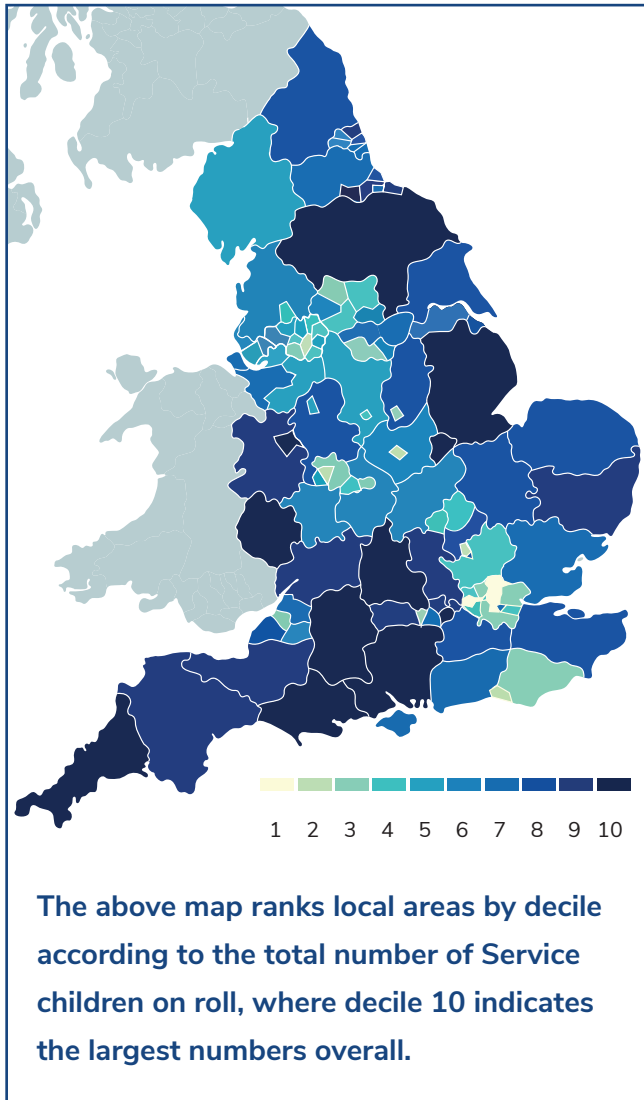 1 2 3 4 5 6 7 8 9 10
The above map ranks local areas by decile
according to the total number of Service
children on roll, where decile 10 indicates
the largest numbers overall.